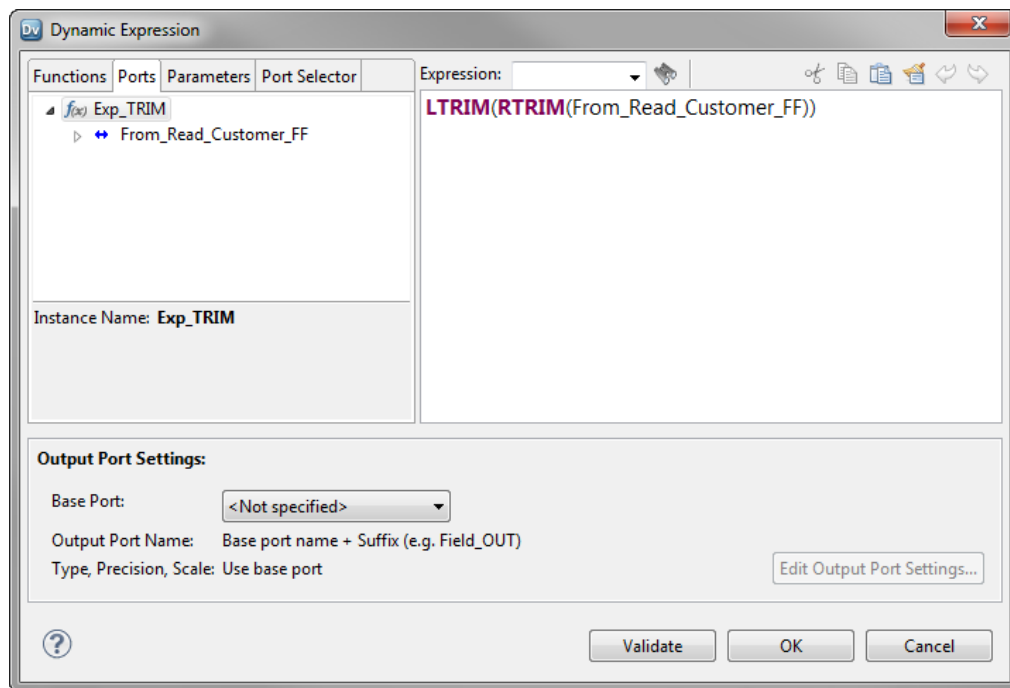 Dv Dynamic Expression
Functions Ports Parameters Port Selector
f(x) Exp_TRIM
From_Read_Customer_FF
Instance Name: Exp_TRIM
Expression:
LTRIM(RTRIM(From_Read_Customer_FF))
Output Port Settings:
Base Port: <Not specified>
Output Port Name: Base port name + Suffix (e.g. Field_OUT)
Type, Precision, Scale: Use base port
Edit Output Port Settings...
? Validate OK Cancel